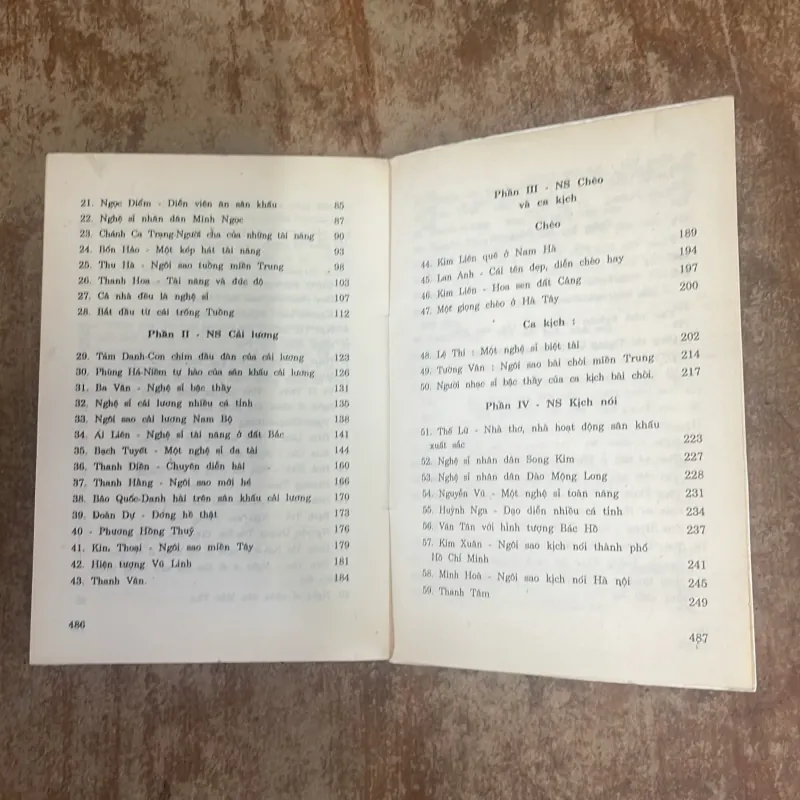 21. Ngọc Diểm - Diễn viên ăn sân khấu 85
22. Nghệ sĩ nhân dân Minh Ngọc 87
23. Chánh Ca Trạng-Người cha của những tài năng 90
24. Bốn Hảo - Một kép hát tài năng 93
25. Thu Hà - Ngôi sao tuồng miền Trung 98
26. Thanh Hoa - Tài năng và đức độ 103
27. Cả nhà đều là nghệ sĩ 107
28. Bắt đầu từ cái trống Tuồng 112
Phần II - NS Cải lương
29. Tám Danh-Con chim đầu đàn của cải lương 123
30. Phùng Há-Niềm tự hào của sân khấu cải lương 126
31. Ba Vân - Nghệ sĩ bậc thầy 131
32. Nghệ sĩ cải lương nhiều cá tính 135
33. Ngôi sao cải lương Nam Bộ 138
34. Ái Liên - Nghệ sĩ tài năng ở đất Bắc 141
35. Bạch Tuyết - Một nghệ sĩ đa tài 144
36. Thanh Điền - Chuyên diễn hài 160
37. Thanh Hằng - Ngôi sao mới hé 166
38. Bảo Quốc-Danh hài trên sân khấu cải lương 170
39. Đoàn Dự - Đóng hề thật 173
40 - Phương Hồng Thuỷ 176
41. Kim Thoại - Ngôi sao miền Tây 179
42. Hiện tượng Vũ Linh 181
43. Thanh Vân 184
486
Phần III - NS Chèo
và ca kịch
Chèo
44. Kim Liên quê ở Nam Hà 189
45. Lan Anh - Cái tên đẹp, diễn chèo hay 194
46. Kim Liên - Hoa sen đất Cảng 197
47. Một giọng chèo ở Hà Tây 200
Ca kịch :
48. Lệ Thi : Một nghệ sĩ biệt tài 202
49. Tường Vân : Ngôi sao bài chòi miền Trung 214
50. Người nhạc sĩ bậc thầy của ca kịch bài chòi. 217
Phần IV - NS Kịch nói
51. Thế Lữ - Nhà thơ, nhà hoạt động sân khấu
xuất sắc 223
52. Nghệ sĩ nhân dân Song Kim 227
53. Nghệ sĩ nhân dân Đào Mộng Long 228
54. Nguyễn Vũ - Một nghệ sĩ toàn năng 231
55. Huỳnh Nga - Đạo diễn nhiều cá tính 234
56. Văn Tân với hình tượng Bác Hồ 237
57. Kim Xuân - Ngôi sao kịch nói thành phố
Hồ Chí Minh 241
58. Minh Hoà - Ngôi sao kịch nói Hà nội 245
59. Thanh Tâm 249
487